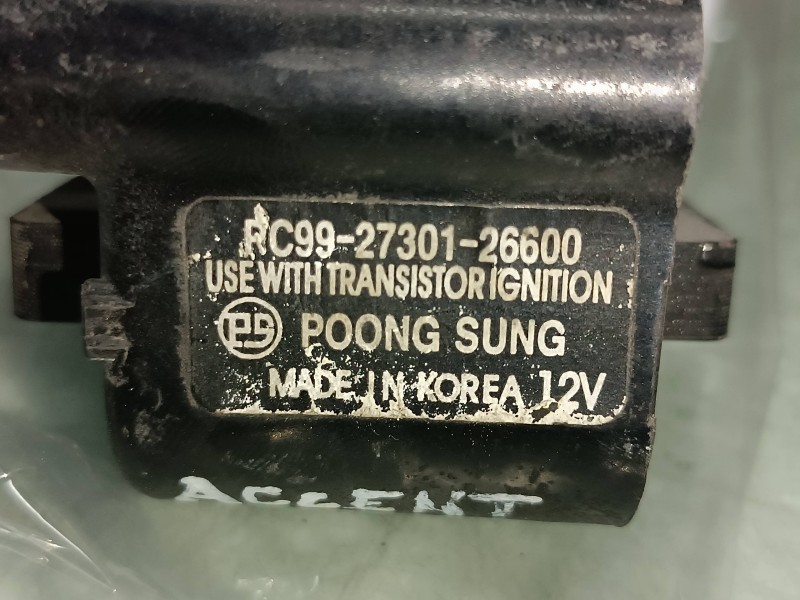 RC99-27301-26600
USE WITH TRANSISTOR IGNITION
PS POONG SUNG
MADE IN KOREA 12V
ACCENT